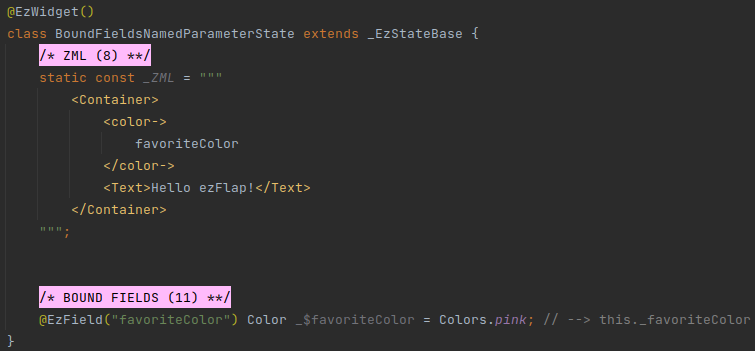 @EzWidget()
class BoundFieldsNamedParameterState extends _EzStateBase {
/* ZML (8) **/
static const _ZML = """
<Container>
<color->
favoriteColor
</color->
<Text>Hello ezFlap!</Text>
</Container>
""";
/* BOUND FIELDS (11) **/
@EzField("favoriteColor") Color _$favoriteColor = Colors.pink; // --> this._favoriteColor
}